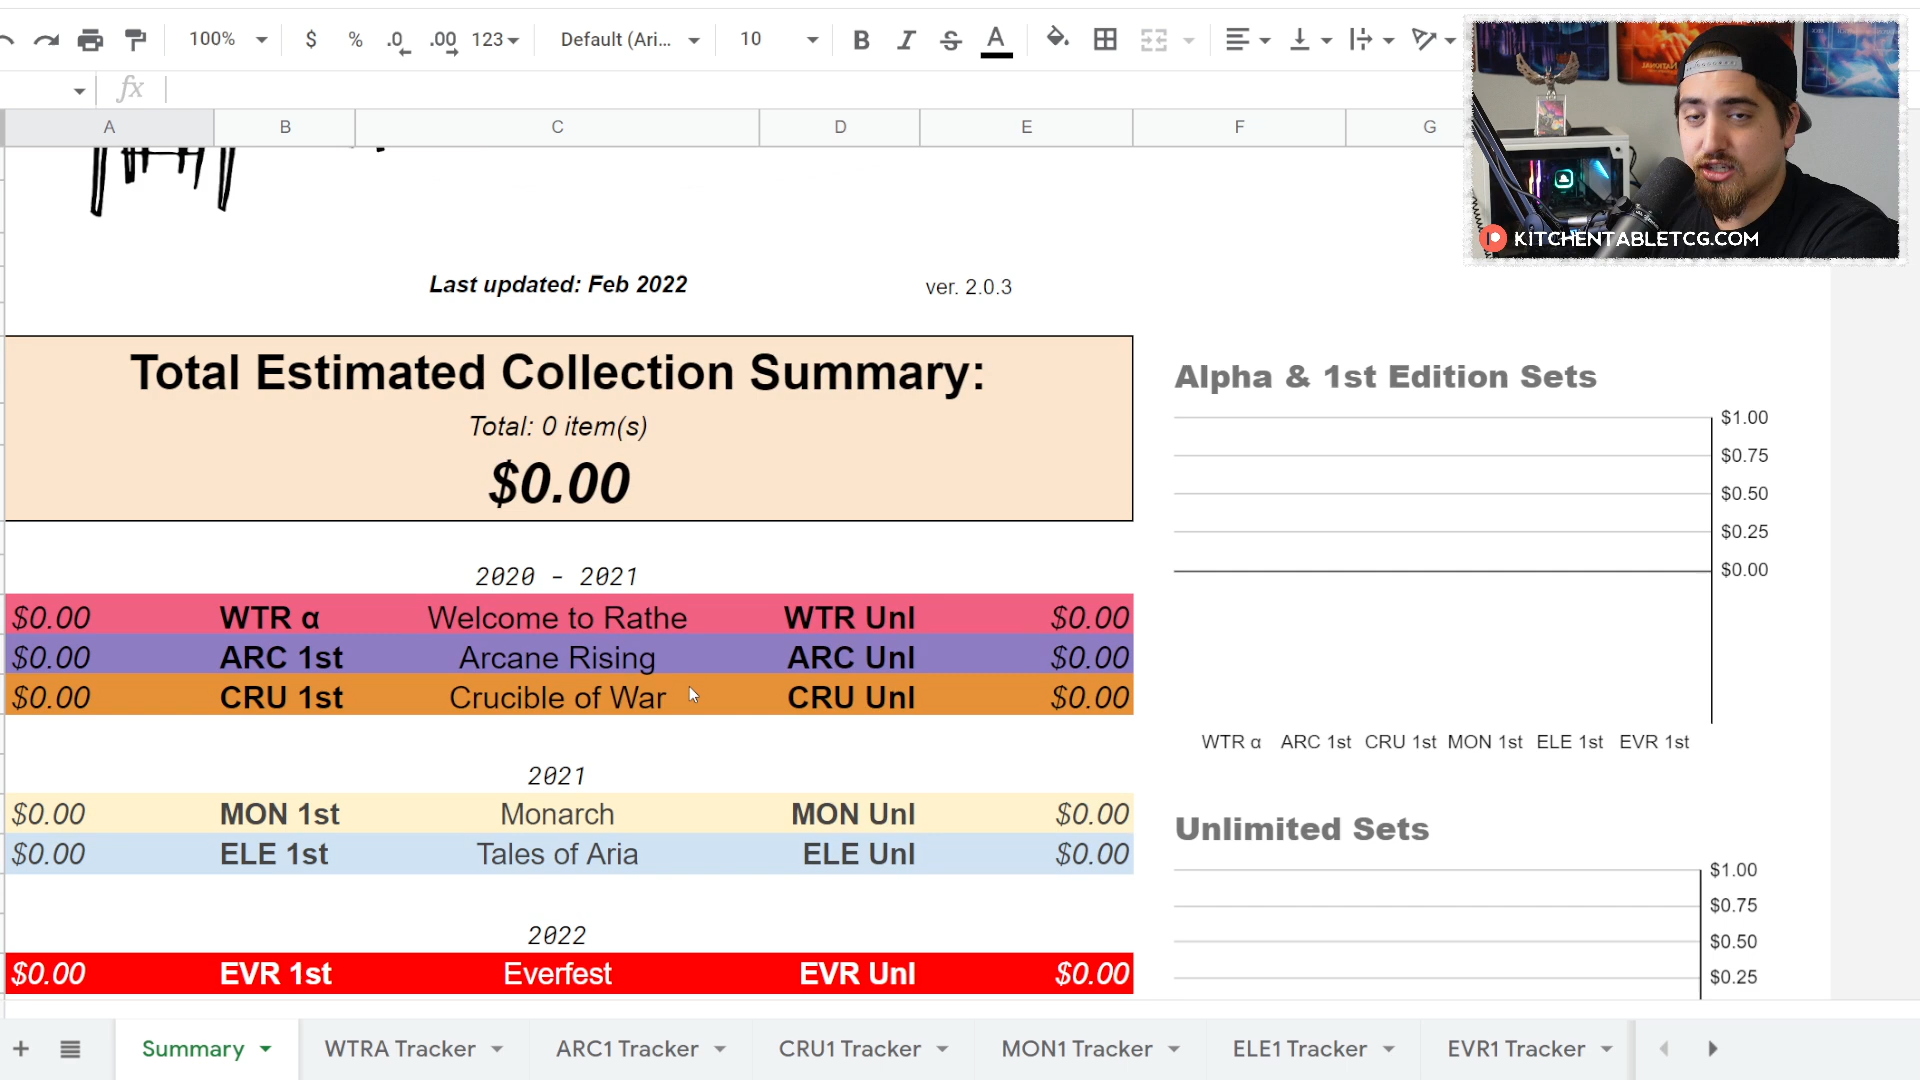 100% $ % .0 .00 123 Default (Ari... 10 B I S A
fx
A B C D E F G
KITCHENTABLETCG.COM
Last updated: Feb 2022 ver. 2.0.3
Total Estimated Collection Summary:
Total: 0 item(s)
$0.00
2020 - 2021
$0.00 WTR α Welcome to Rathe WTR Unl $0.00
$0.00 ARC 1st Arcane Rising ARC Unl $0.00
$0.00 CRU 1st Crucible of War CRU Unl $0.00
2021
$0.00 MON 1st Monarch MON Unl $0.00
$0.00 ELE 1st Tales of Aria ELE Unl $0.00
2022
$0.00 EVR 1st Everfest EVR Unl $0.00
Alpha & 1st Edition Sets
$1.00
$0.75
$0.50
$0.25
$0.00
WTR α ARC 1st CRU 1st MON 1st ELE 1st EVR 1st
Unlimited Sets
$1.00
$0.75
$0.50
$0.25
Summary WTRA Tracker ARC1 Tracker CRU1 Tracker MON1 Tracker ELE1 Tracker EVR1 Tracker